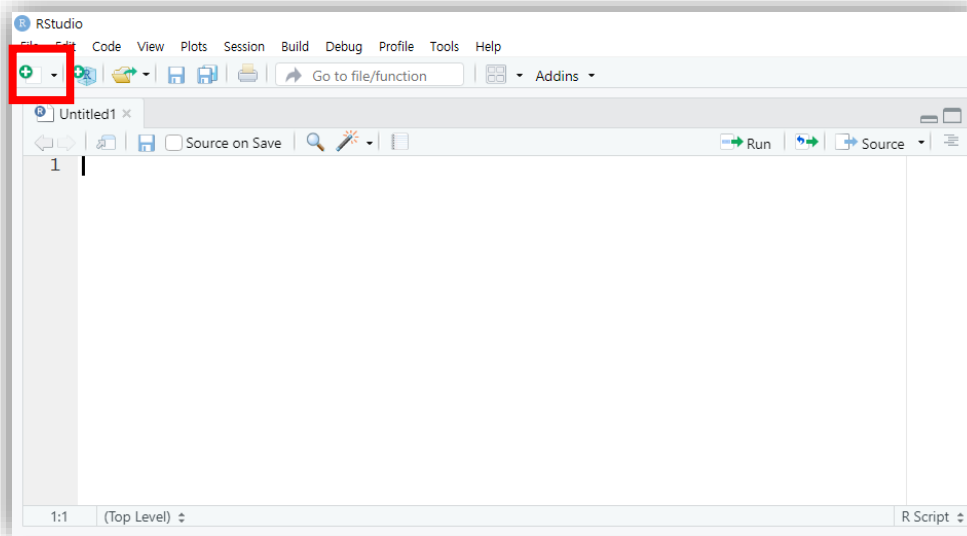 RStudio
File Edit Code View Plots Session Build Debug Profile Tools Help
Go to file/function Addins
Untitled1
Source on Save Run Source
1
1:1 (Top Level) R Script